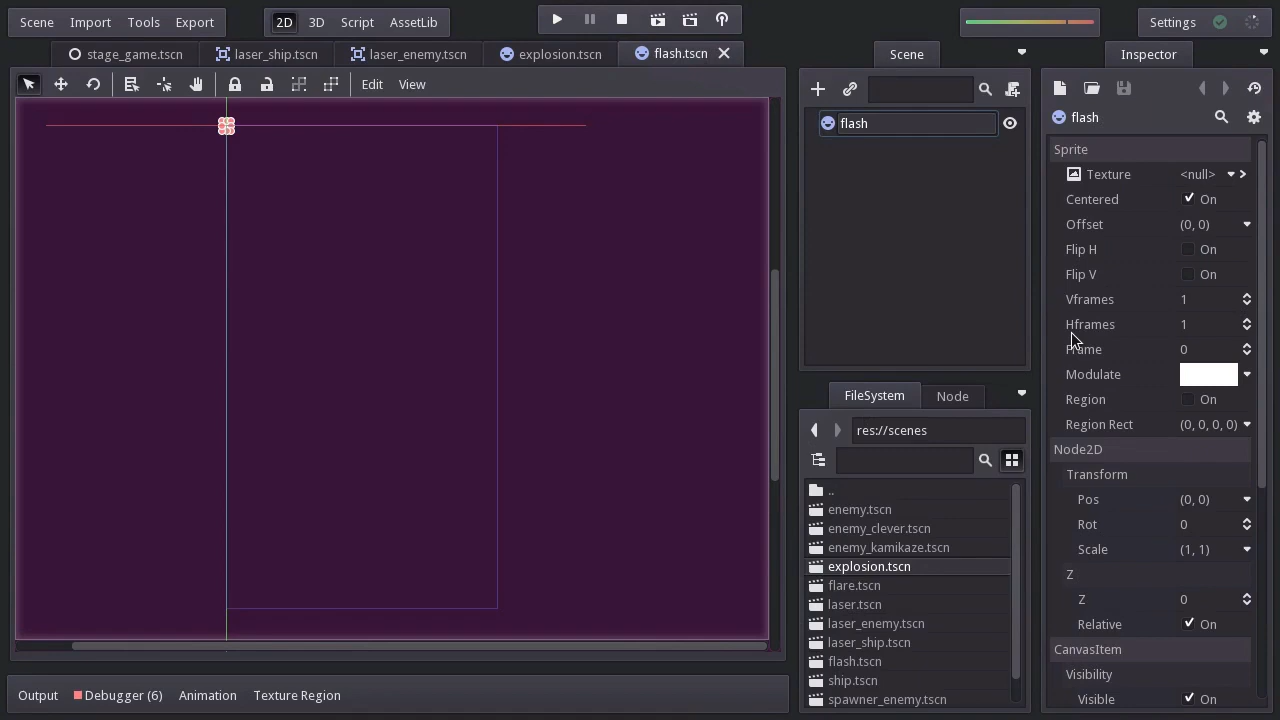 Scene Import Tools Export 2D 3D Script AssetLib Settings
stage_game.tscn laser_ship.tscn laser_enemy.tscn explosion.tscn flash.tscn
Edit View
Scene
flash
FileSystem Node
res://scenes
..
enemy.tscn
enemy_clever.tscn
enemy_kamikaze.tscn
explosion.tscn
flare.tscn
laser.tscn
laser_enemy.tscn
laser_ship.tscn
flash.tscn
ship.tscn
spawner_enemy.tscn
Inspector
flash
Sprite
Texture <null>
Centered On
Offset (0, 0)
Flip H On
Flip V On
Vframes 1
Hframes 1
Frame 0
Modulate
Region On
Region Rect (0, 0, 0, 0)
Node2D
Transform
Pos (0, 0)
Rot 0
Scale (1, 1)
Z
Z 0
Relative On
CanvasItem
Visibility
Visible On
Output Debugger (6) Animation Texture Region